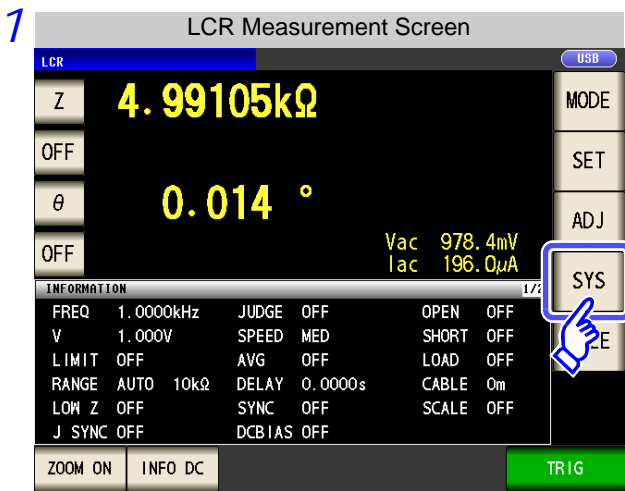 1
LCR Measurement Screen
LCR
USB
Z
4.99105kΩ
MODE
OFF
SET
θ
0.014 °
ADJ
OFF
Vac 978.4mV
Iac 196.0μA
SYS
INFORMATION
FREQ 1.0000kHz JUDGE OFF OPEN OFF
V 1.000V SPEED MED SHORT OFF
LIMIT OFF AVG OFF LOAD OFF
RANGE AUTO 10kΩ DELAY 0.0000s CABLE 0m
LOW Z OFF SYNC OFF SCALE OFF
J SYNC OFF DCBIAS OFF
ZOOM ON INFO DC TRIG